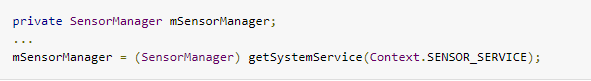 private SensorManager mSensorManager;
...
mSensorManager = (SensorManager) getSystemService(Context.SENSOR_SERVICE);